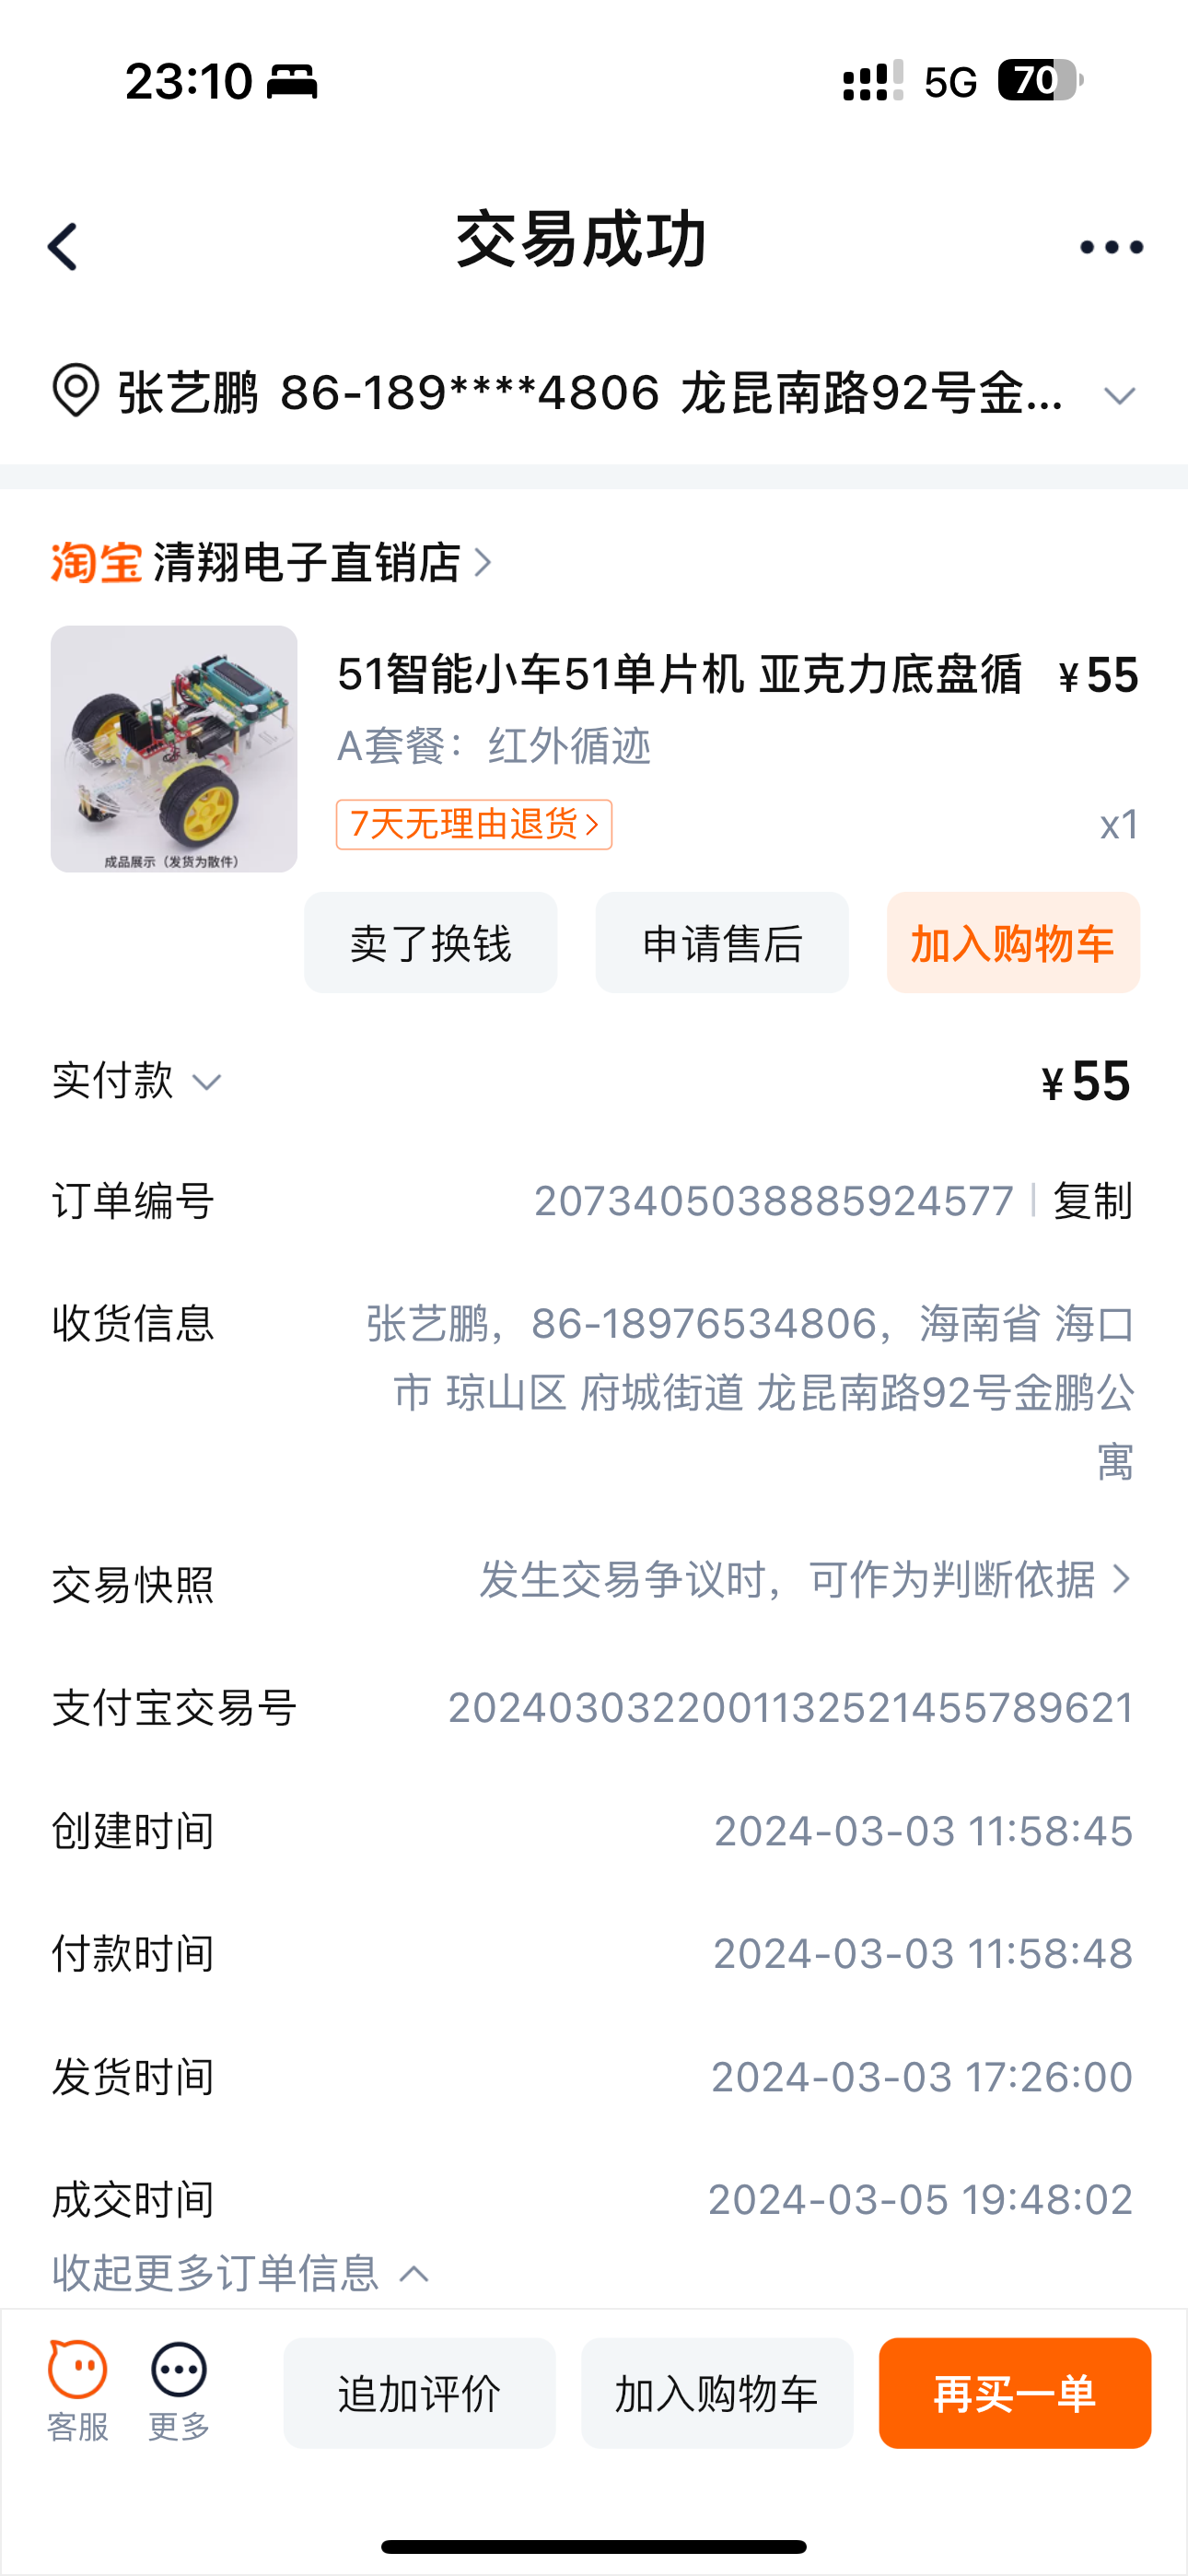 23:10
5G 70
交易成功
张艺鹏 86-189****4806 龙昆南路92号金...
淘宝 清翔电子直销店
51智能小车51单片机 亚克力底盘循 ¥55
A套餐：红外循迹
7天无理由退货
x1
成品展示（发货为散件）
卖了换钱 申请售后 加入购物车
实付款 ¥55
订单编号 2073405038885924577 复制
收货信息 张艺鹏，86-18976534806，海南省 海口
市 琼山区 府城街道 龙昆南路92号金鹏公
寓
交易快照 发生交易争议时，可作为判断依据
支付宝交易号 2024030322001132521455789621
创建时间 2024-03-03 11:58:45
付款时间 2024-03-03 11:58:48
发货时间 2024-03-03 17:26:00
成交时间 2024-03-05 19:48:02
收起更多订单信息
客服 更多 追加评价 加入购物车 再买一单